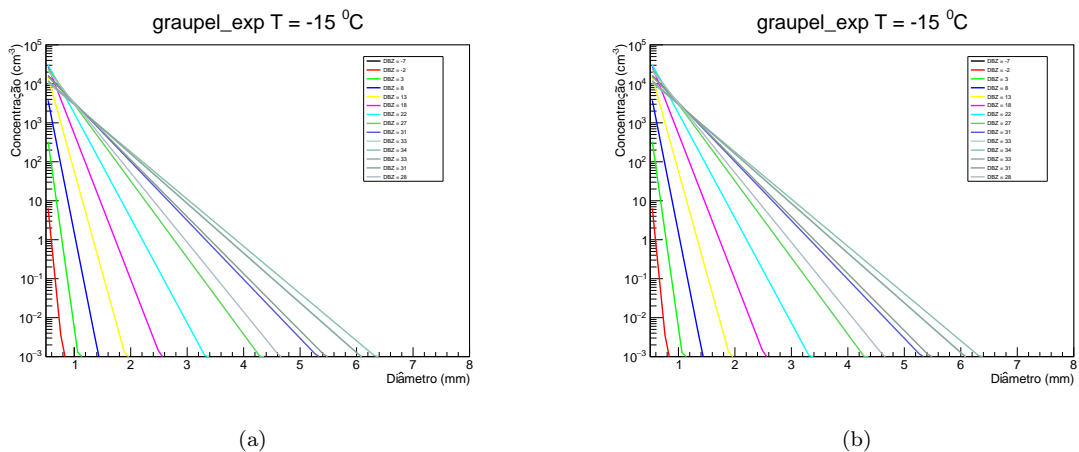 graupel_exp T = -15 ⁰C
Concentração (cm⁻³)
10⁵
10⁴
10³
10²
10
1
10⁻¹
10⁻²
10⁻³
DBZ = -7
DBZ = -2
DBZ = 3
DBZ = 8
DBZ = 13
DBZ = 18
DBZ = 22
DBZ = 27
DBZ = 31
DBZ = 33
DBZ = 34
DBZ = 33
DBZ = 31
DBZ = 28
1 2 3 4 5 6 7 8
Diâmetro (mm)
(a)
graupel_exp T = -15 ⁰C
Concentração (cm⁻³)
10⁵
10⁴
10³
10²
10
1
10⁻¹
10⁻²
10⁻³
DBZ = -7
DBZ = -2
DBZ = 3
DBZ = 8
DBZ = 13
DBZ = 18
DBZ = 22
DBZ = 27
DBZ = 31
DBZ = 33
DBZ = 34
DBZ = 33
DBZ = 31
DBZ = 28
1 2 3 4 5 6 7 8
Diâmetro (mm)
(b)